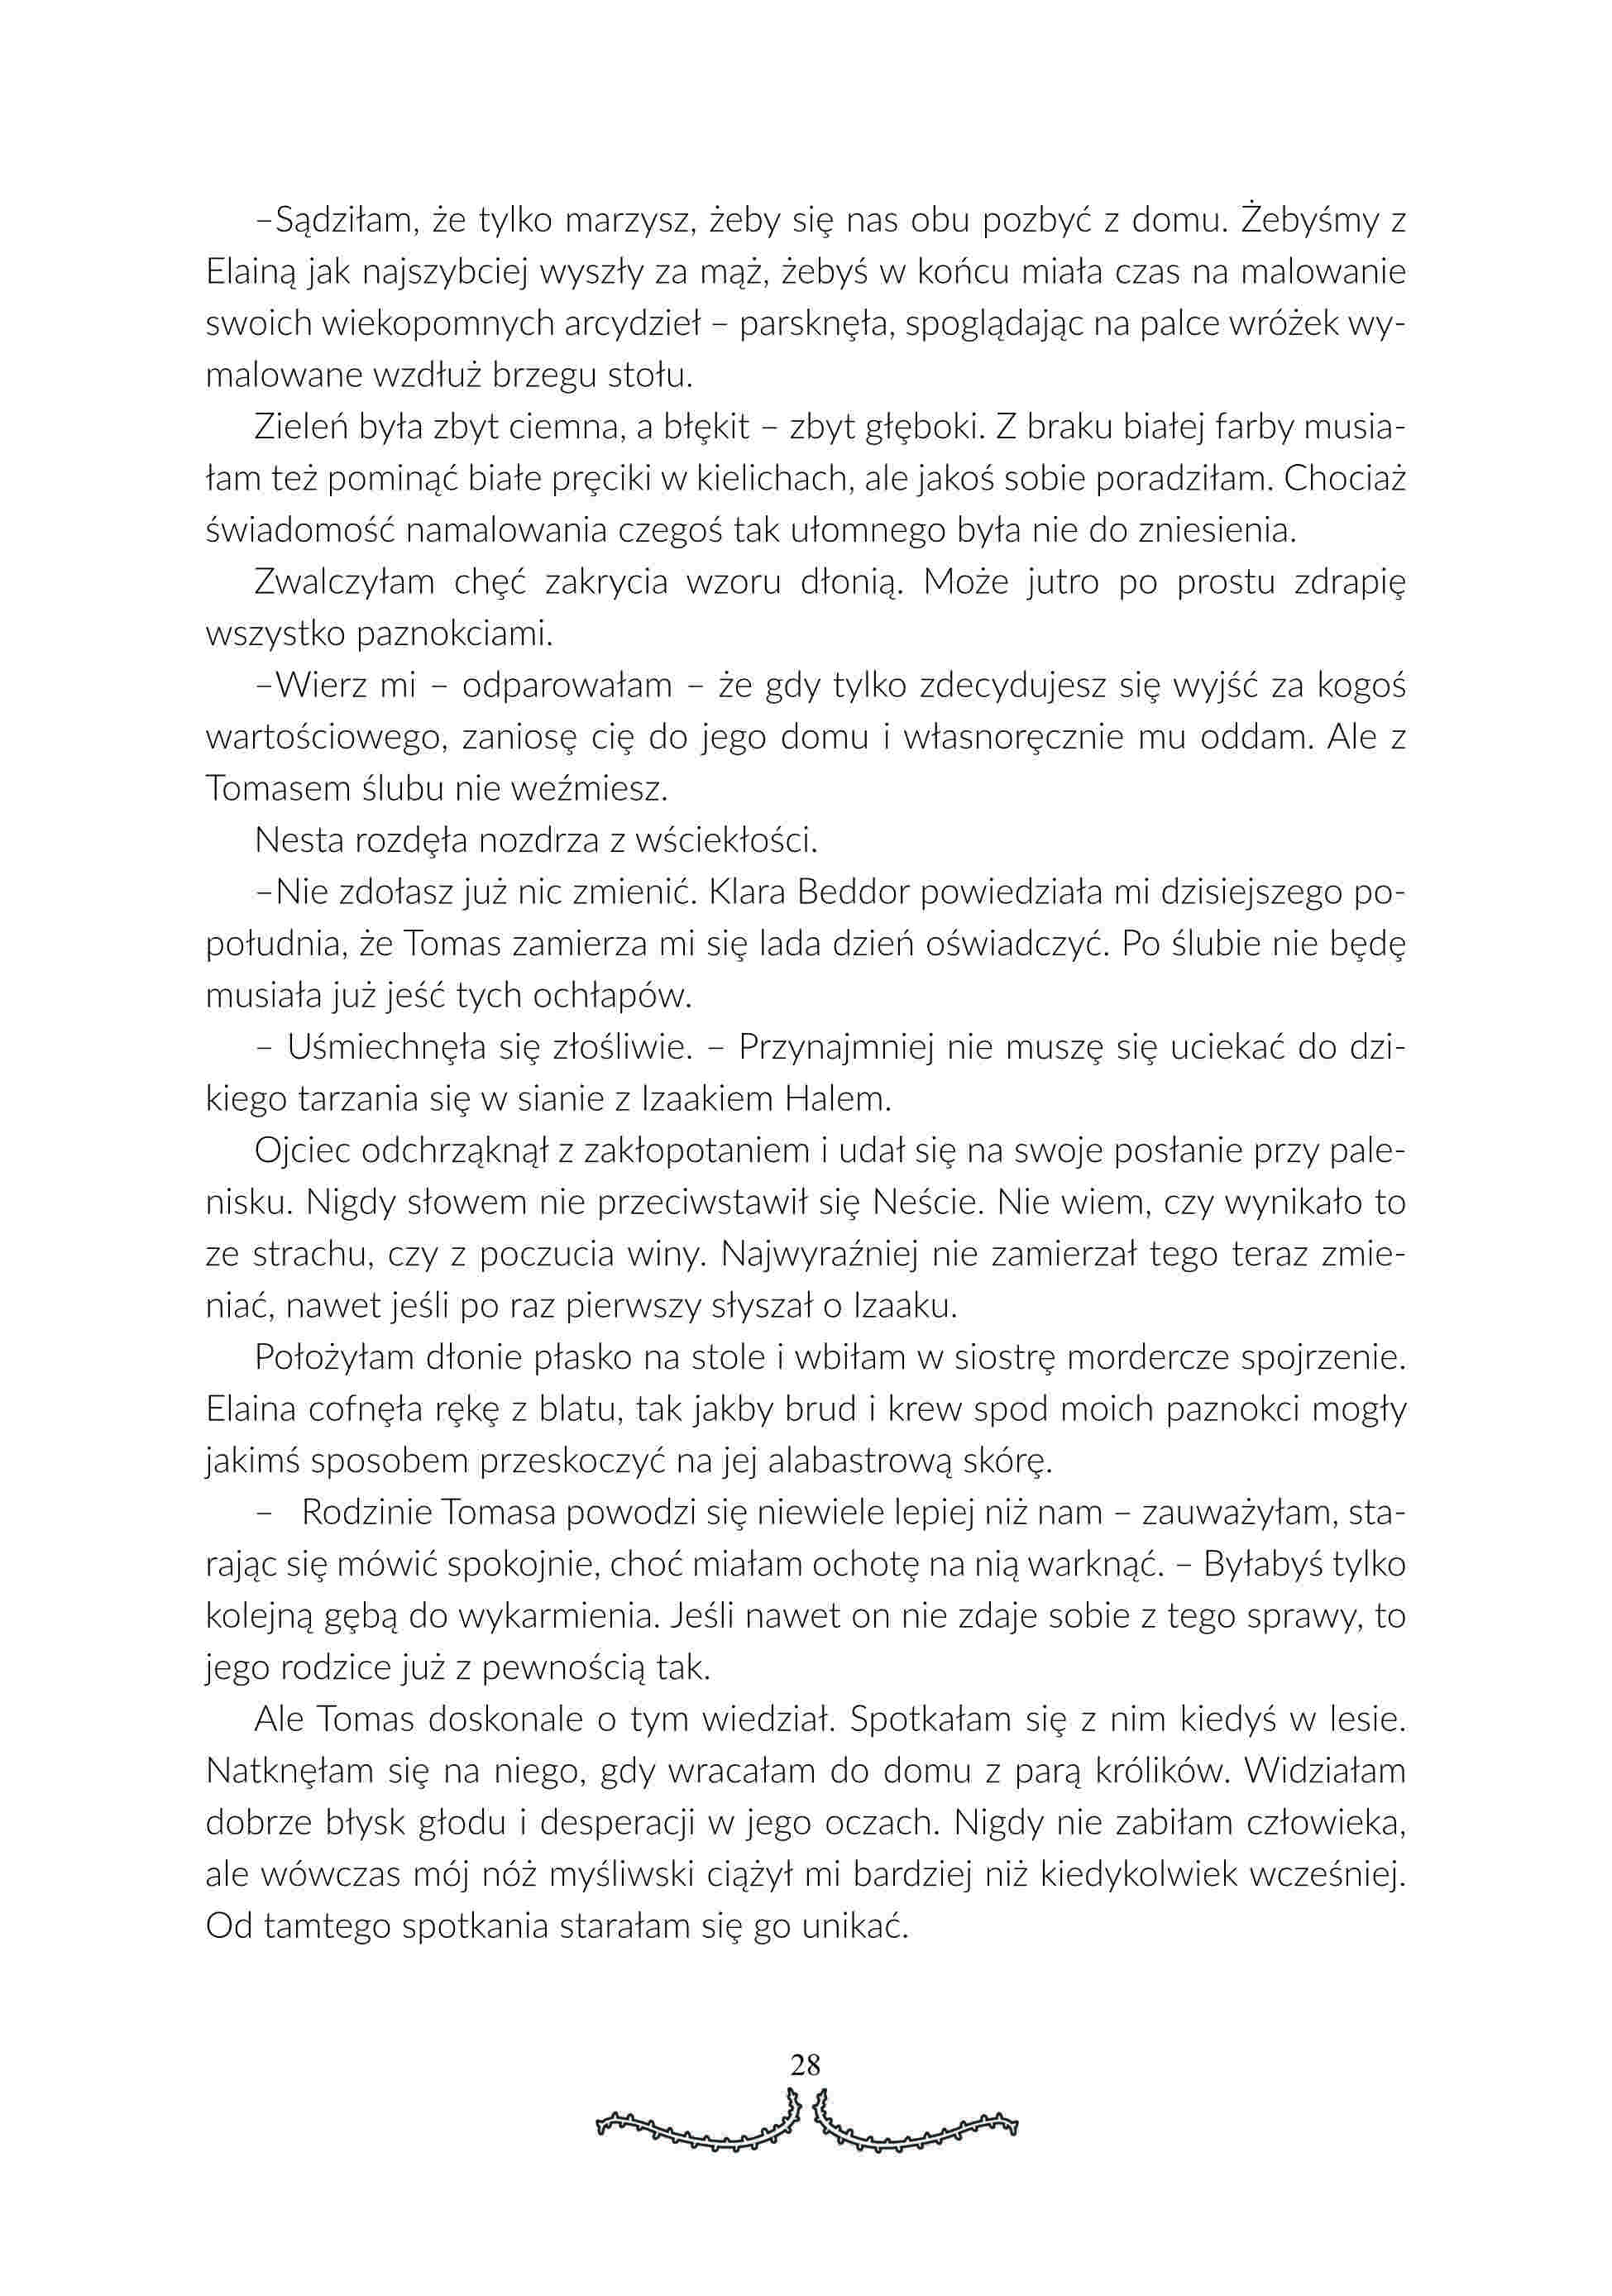 –Sądziłam, że tylko marzysz, żeby się nas obu pozbyć z domu. Żebyśmy z
Elainą jak najszybciej wyszły za mąż, żebyś w końcu miała czas na malowanie
swoich wiekopomnych arcydzieł – parsknęła, spoglądając na palce wróżek wy-
malowane wzdłuż brzegu stołu.
Zieleń była zbyt ciemna, a błękit – zbyt głęboki. Z braku białej farby musia-
łam też pominąć białe pręciki w kielichach, ale jakoś sobie poradziłam. Chociaż
świadomość namalowania czegoś tak ułomnego była nie do zniesienia.
Zwalczyłam chęć zakrycia wzoru dłonią. Może jutro po prostu zdrapię
wszystko paznokciami.
–Wierz mi – odparowałam – że gdy tylko zdecydujesz się wyjść za kogoś
wartościowego, zaniosę cię do jego domu i własnoręcznie mu oddam. Ale z
Tomasem ślubu nie weźmiesz.
Nesta rozdęła nozdrza z wściekłości.
–Nie zdołasz już nic zmienić. Klara Beddor powiedziała mi dzisiejszego po-
południa, że Tomas zamierza mi się lada dzień oświadczyć. Po ślubie nie będę
musiała już jeść tych ochłapów.
– Uśmiechnęła się złośliwie. – Przynajmniej nie muszę się uciekać do dzi-
kiego tarzania się w sianie z Izaakiem Halem.
Ojciec odchrząknął z zakłopotaniem i udał się na swoje posłanie przy pale-
nisku. Nigdy słowem nie przeciwstawił się Neście. Nie wiem, czy wynikało to
ze strachu, czy z poczucia winy. Najwyraźniej nie zamierzał tego teraz zmie-
niać, nawet jeśli po raz pierwszy słyszał o Izaaku.
Położyłam dłonie płasko na stole i wbiłam w siostrę mordercze spojrzenie.
Elaina cofnęła rękę z blatu, tak jakby brud i krew spod moich paznokci mogły
jakimś sposobem przeskoczyć na jej alabastrową skórę.
– Rodzinie Tomasa powodzi się niewiele lepiej niż nam – zauważyłam, sta-
rając się mówić spokojnie, choć miałam ochotę na nią warknąć. – Byłabyś tylko
kolejną gębą do wykarmienia. Jeśli nawet on nie zdaje sobie z tego sprawy, to
jego rodzice już z pewnością tak.
Ale Tomas doskonale o tym wiedział. Spotkałam się z nim kiedyś w lesie.
Natknęłam się na niego, gdy wracałam do domu z parą królików. Widziałam
dobrze błysk głodu i desperacji w jego oczach. Nigdy nie zabiłam człowieka,
ale wówczas mój nóż myśliwski ciążył mi bardziej niż kiedykolwiek wcześniej.
Od tamtego spotkania starałam się go unikać.
28